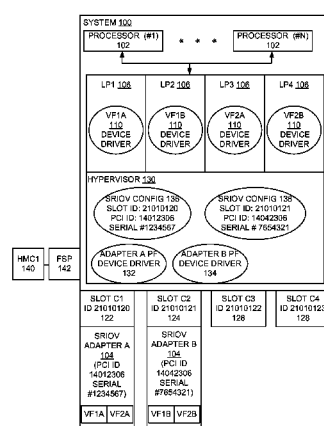 SYSTEM 100
PROCESSOR (#1)
102
* * *
PROCESSOR (#N)
102
LP1 106
LP2 106
LP3 106
LP4 106
VF1A
110
DEVICE
DRIVER
VF1B
110
DEVICE
DRIVER
VF2A
110
DEVICE
DRIVER
VF2B
110
DEVICE
DRIVER
HYPERVISOR 130
SRIOV CONFIG 136
SLOT ID: 21010120
PCI ID: 14012306
SERIAL #1234567
SRIOV CONFIG 136
SLOT ID: 21010121
PCI ID: 14042306
SERIAL # 7654321
ADAPTER A PF
DEVICE DRIVER
132
ADAPTER B PF
DEVICE DRIVER
134
HMC1
140
FSP
142
SLOT C1
ID 21010120
122
SLOT C2
ID 21010121
124
SLOT C3
ID 21010122
126
SLOT C4
ID 21010123
128
SRIOV
ADAPTER A
104
(PCI ID
14012306
SERIAL
#1234567)
SRIOV
ADAPTER B
104
(PCI ID
14042306
SERIAL
#7654321)
VF1A
VF2A
VF1B
VF2B